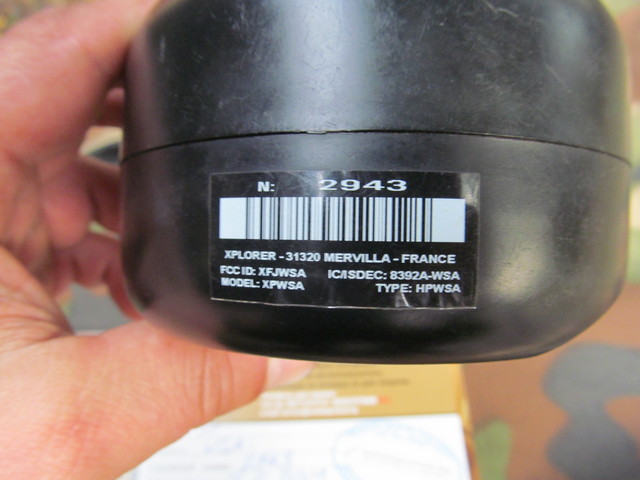 N: 2943
XPLORER - 31320 MERVILLA - FRANCE
FCC ID: XFJWSA IC/ISDEC: 8392A-WSA
MODEL: XPWSA TYPE: HPWSA